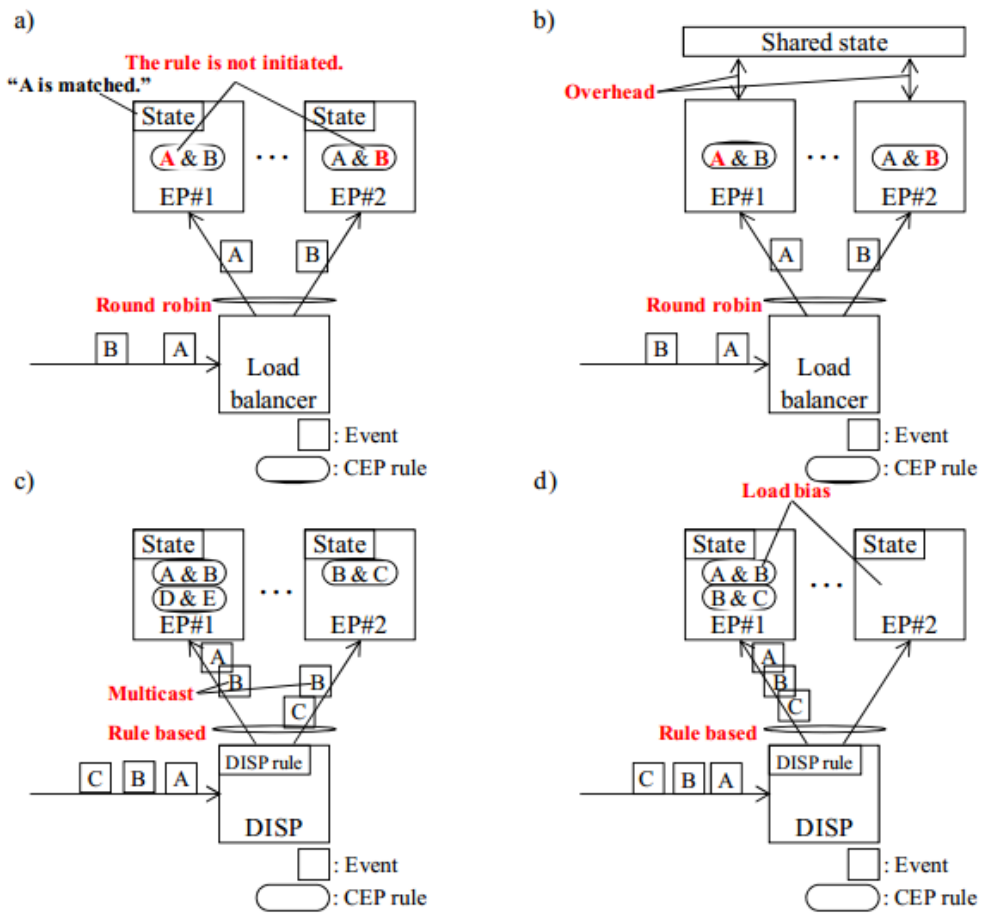 a)
The rule is not initiated.
“A is matched.”
State
State
A & B
. . .
A & B
EP#1
EP#2
A
B
Round robin
B
A
Load
balancer
: Event
: CEP rule
b)
Shared state
Overhead
A & B
. . .
A & B
EP#1
EP#2
A
B
Round robin
B
A
Load
balancer
: Event
: CEP rule
c)
State
State
A & B
B & C
D & E
. . .
EP#1
EP#2
A
B
B
Multicast
C
Rule based
DISP rule
C
B
A
DISP
: Event
: CEP rule
d)
Load bias
State
A & B
. . .
B & C
EP#1
EP#2
A
B
C
Rule based
DISP rule
C
B
A
DISP
: Event
: CEP rule